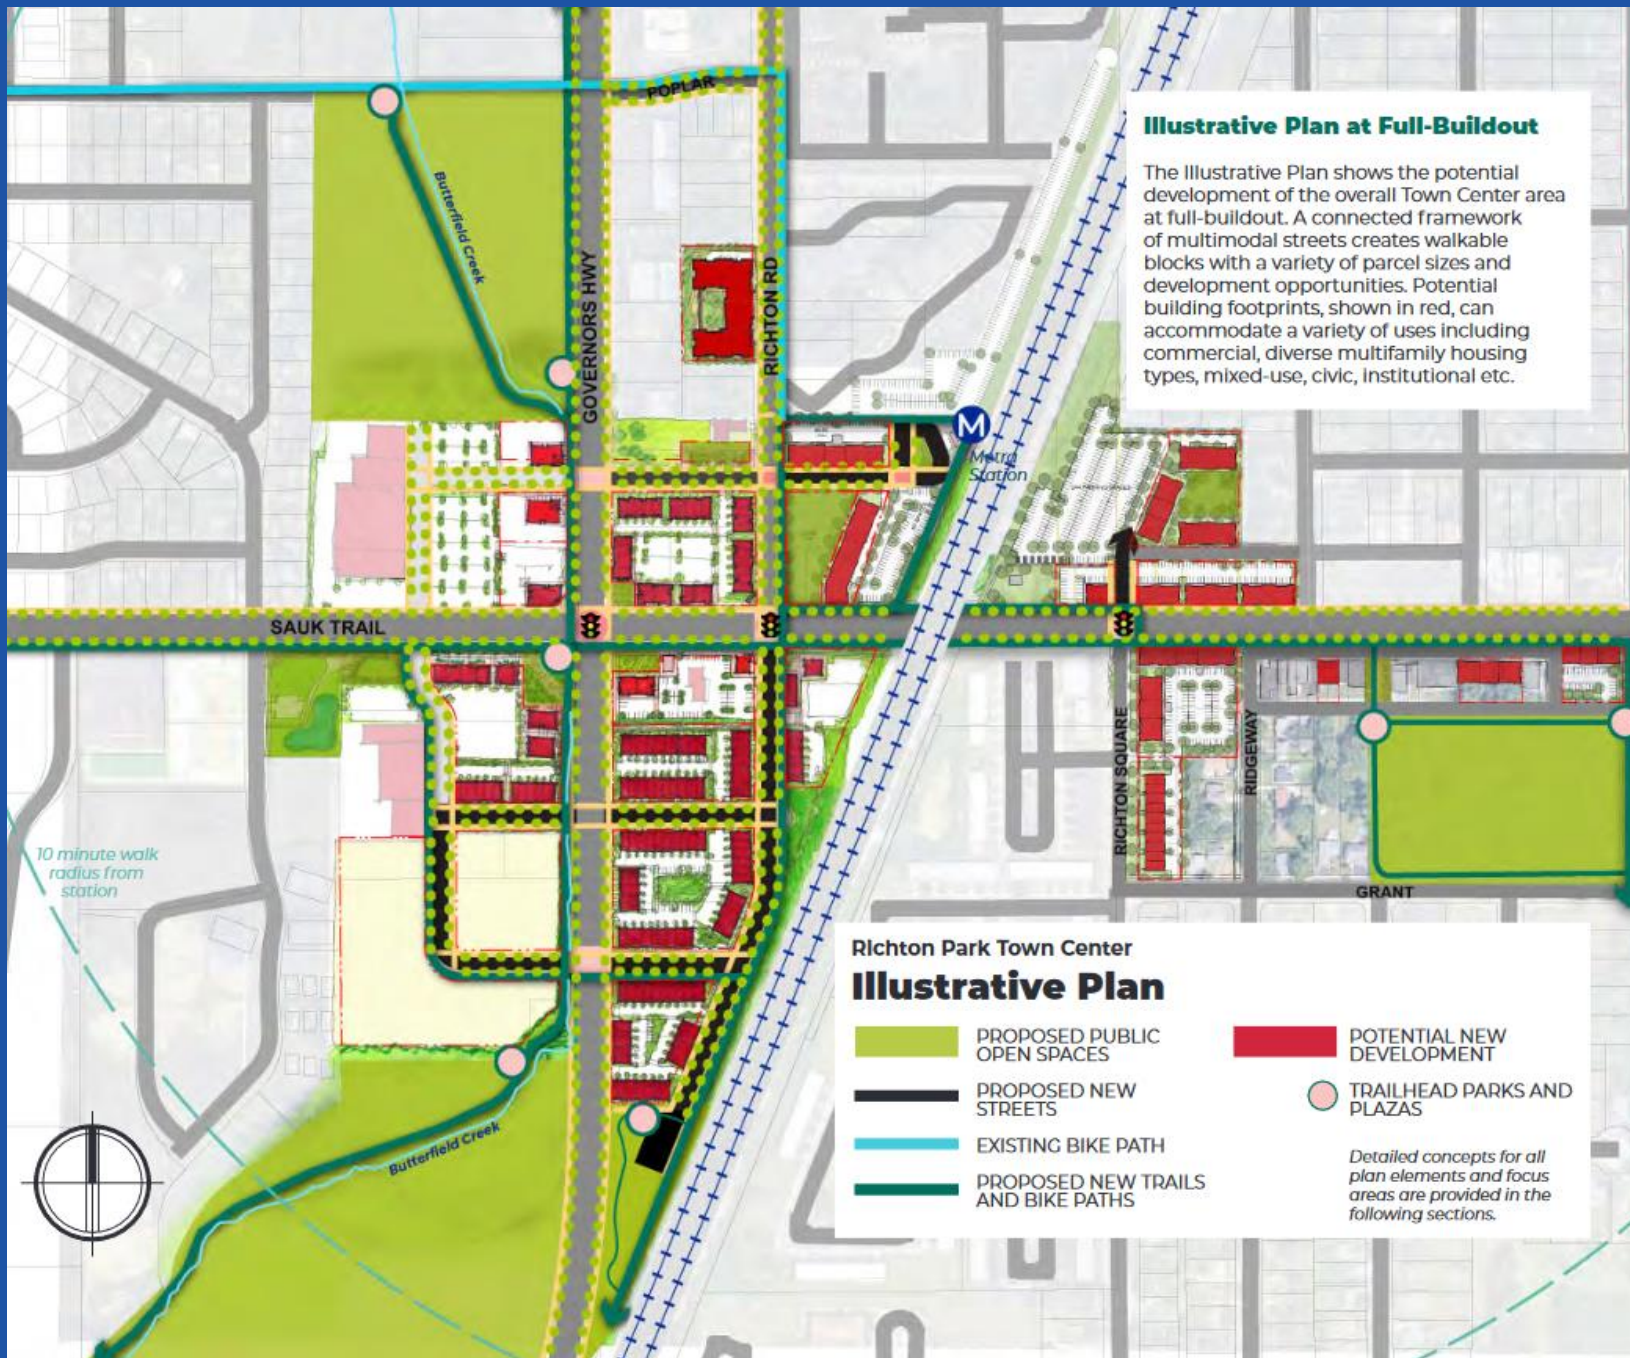 POPLAR
Illustrative Plan at Full-Buildout
The Illustrative Plan shows the potential
development of the overall Town Center area
at full-buildout. A connected framework
of multimodal streets creates walkable
blocks with a variety of parcel sizes and
development opportunities. Potential
building footprints, shown in red, can
accommodate a variety of uses including
commercial, diverse multifamily housing
types, mixed-use, civic, institutional etc.
Butterfield Creek
GOVERNORS HWY
RICHTON RD
M
Metra
Station
SAUK TRAIL
RICHTON SQUARE
RIDGEWAY
10 minute walk
radius from
station
GRANT
Richton Park Town Center
Illustrative Plan
PROPOSED PUBLIC
OPEN SPACES
PROPOSED NEW
STREETS
EXISTING BIKE PATH
PROPOSED NEW TRAILS
AND BIKE PATHS
POTENTIAL NEW
DEVELOPMENT
TRAILHEAD PARKS AND
PLAZAS
Detailed concepts for all
plan elements and focus
areas are provided in the
following sections.
Butterfield Creek